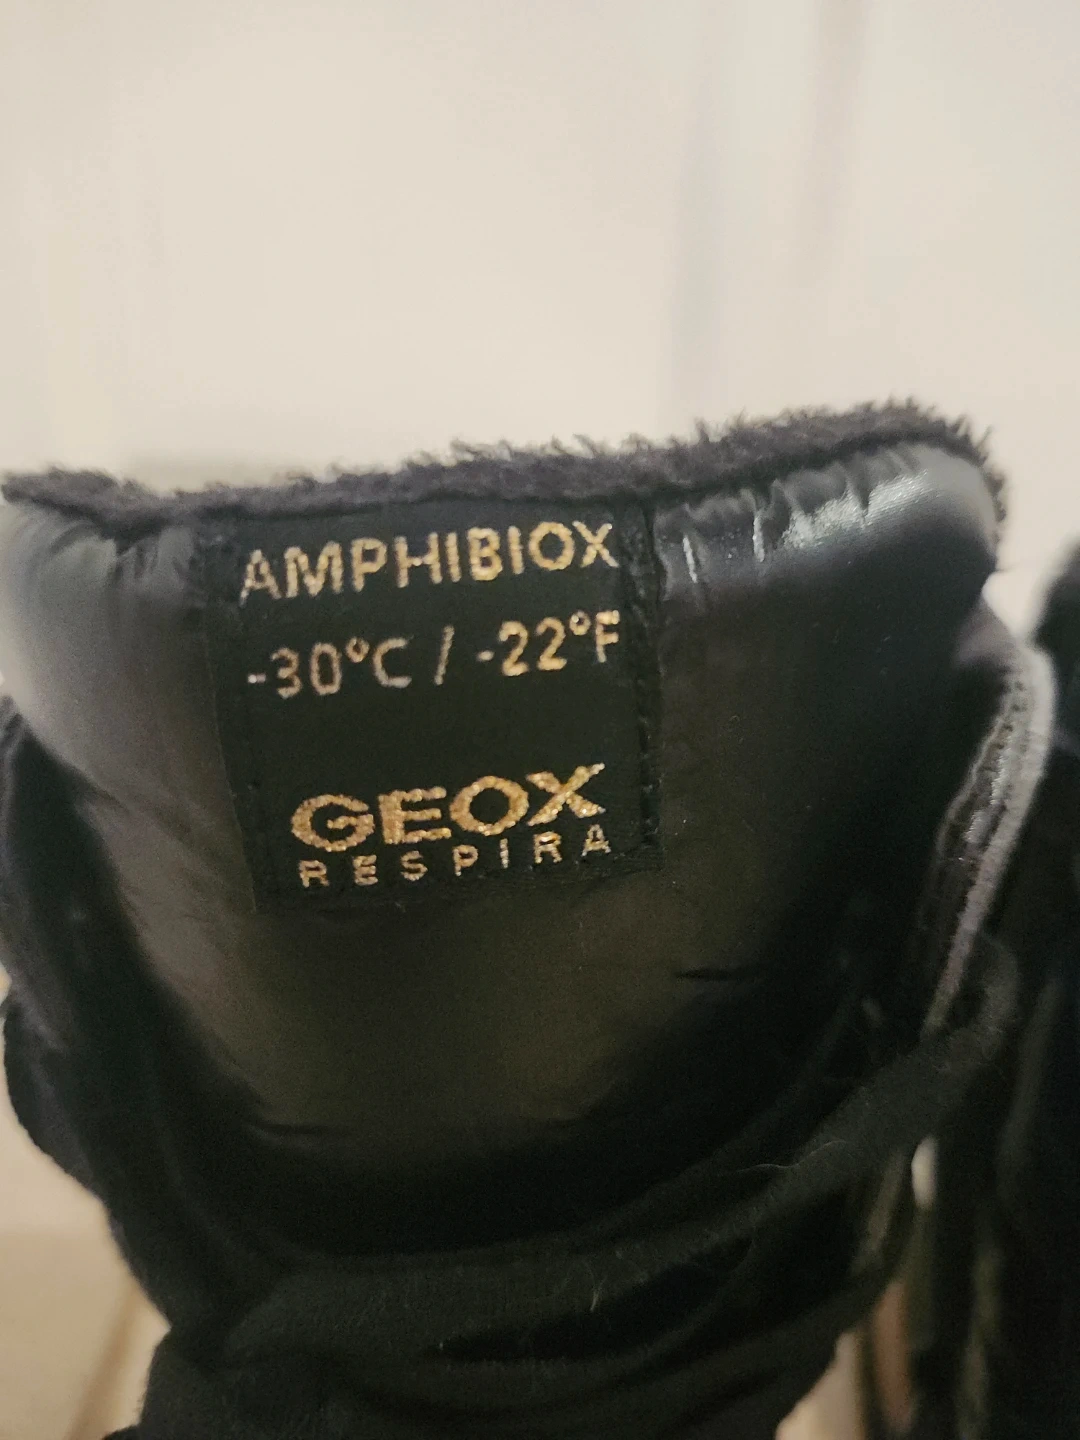 AMPHIBIOX
-30°C / -22°F
GEOX
RESPIRA